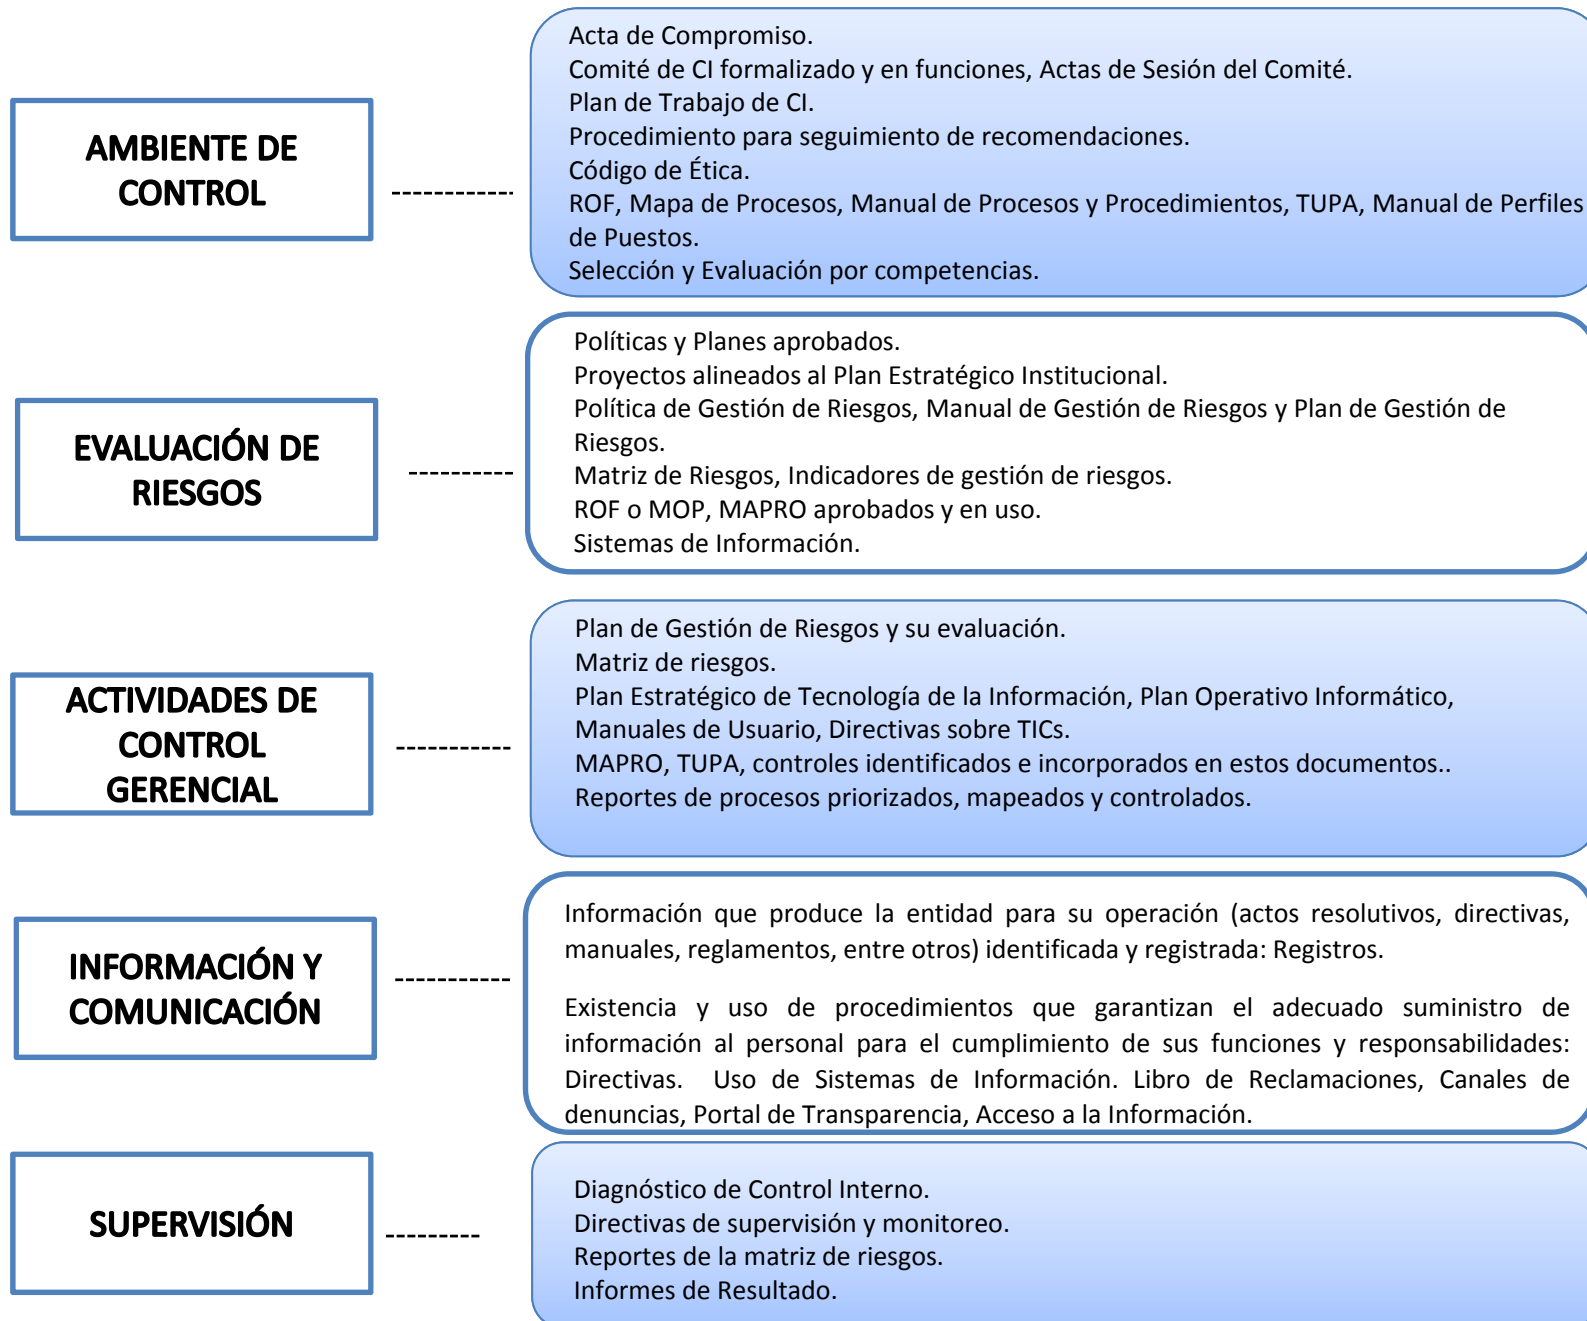 AMBIENTE DE
CONTROL
Acta de Compromiso.
Comité de CI formalizado y en funciones, Actas de Sesión del Comité.
Plan de Trabajo de CI.
Procedimiento para seguimiento de recomendaciones.
Código de Ética.
ROF, Mapa de Procesos, Manual de Procesos y Procedimientos, TUPA, Manual de Perfiles
de Puestos.
Selección y Evaluación por competencias.
EVALUACIÓN DE
RIESGOS
Políticas y Planes aprobados.
Proyectos alineados al Plan Estratégico Institucional.
Política de Gestión de Riesgos, Manual de Gestión de Riesgos y Plan de Gestión de
Riesgos.
Matriz de Riesgos, Indicadores de gestión de riesgos.
ROF o MOP, MAPRO aprobados y en uso.
Sistemas de Información.
ACTIVIDADES DE
CONTROL
GERENCIAL
Plan de Gestión de Riesgos y su evaluación.
Matriz de riesgos.
Plan Estratégico de Tecnología de la Información, Plan Operativo Informático,
Manuales de Usuario, Directivas sobre TICs.
MAPRO, TUPA, controles identificados e incorporados en estos documentos..
Reportes de procesos priorizados, mapeados y controlados.
INFORMACIÓN Y
COMUNICACIÓN
Información que produce la entidad para su operación (actos resolutivos, directivas,
manuales, reglamentos, entre otros) identificada y registrada: Registros.
Existencia y uso de procedimientos que garantizan el adecuado suministro de
información al personal para el cumplimiento de sus funciones y responsabilidades:
Directivas. Uso de Sistemas de Información. Libro de Reclamaciones, Canales de
denuncias, Portal de Transparencia, Acceso a la Información.
SUPERVISIÓN
Diagnóstico de Control Interno.
Directivas de supervisión y monitoreo.
Reportes de la matriz de riesgos.
Informes de Resultado.